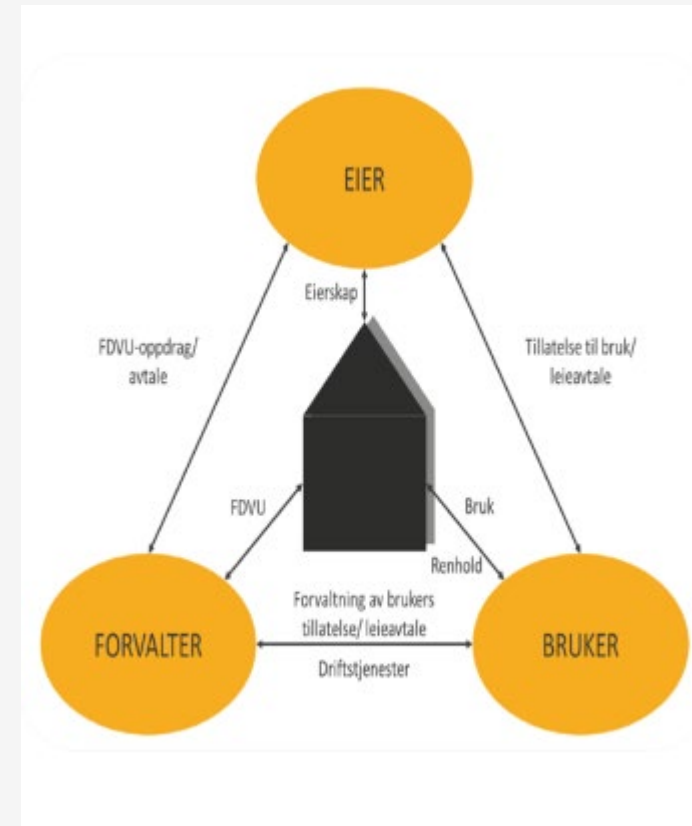 EIER
Eierskap
FDVU-oppdrag/
avtale
Tillatelse til bruk/
leieavtale
FDVU
Bruk
Renhold
Forvaltning av brukers
tillatelse/ leieavtale
FORVALTER
BRUKER
Driftstjenester